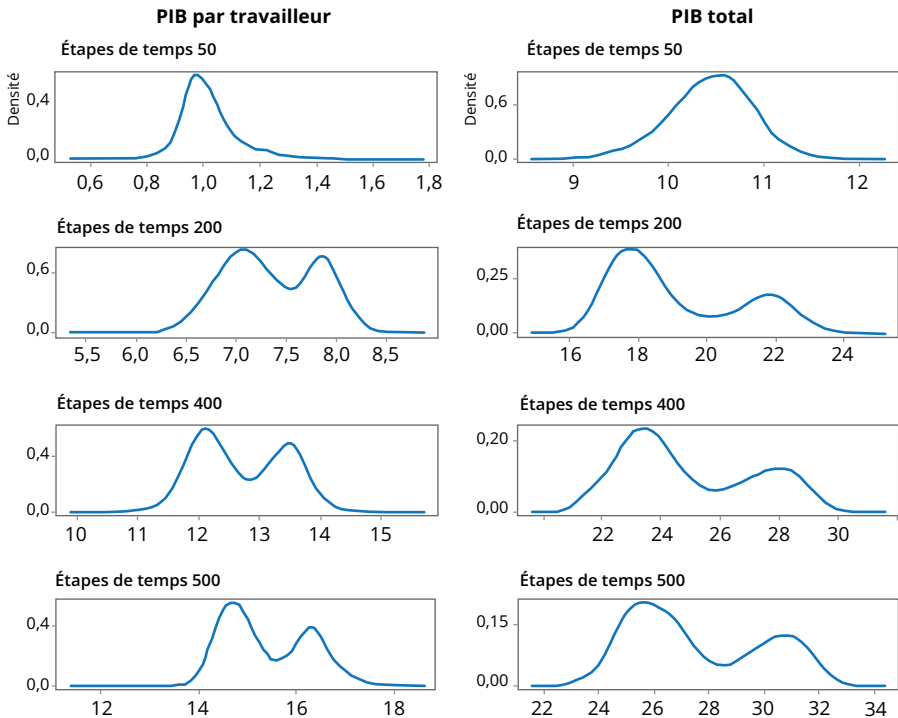 PIB par travailleur
Étapes de temps 50
Densité
0,4
0,0
0,6 0,8 1,0 1,2 1,4 1,6 1,8
Étapes de temps 200
0,6
0,0
5,5 6,0 6,5 7,0 7,5 8,0 8,5
Étapes de temps 400
0,4
0,0
10 11 12 13 14 15
Étapes de temps 500
0,4
0,0
12 14 16 18
PIB total
Étapes de temps 50
Densité
0,6
0,0
9 10 11 12
Étapes de temps 200
0,25
0,00
16 18 20 22 24
Étapes de temps 400
0,20
0,00
22 24 26 28 30
Étapes de temps 500
0,15
0,00
22 24 26 28 30 32 34